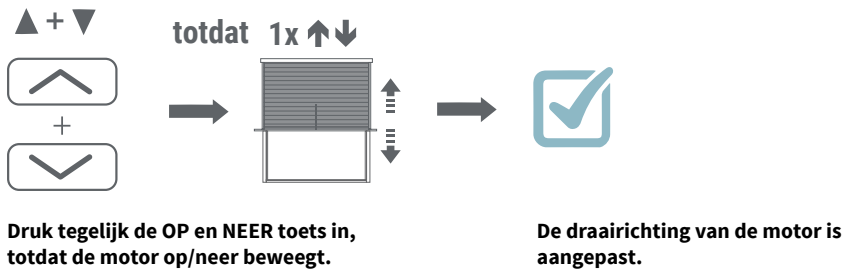 ▲ + ▼
totdat 1x ↑↓
+
Druk tegelijk de OP en NEER toets in,
totdat de motor op/neer beweegt.
De draairichting van de motor is
aangepast.